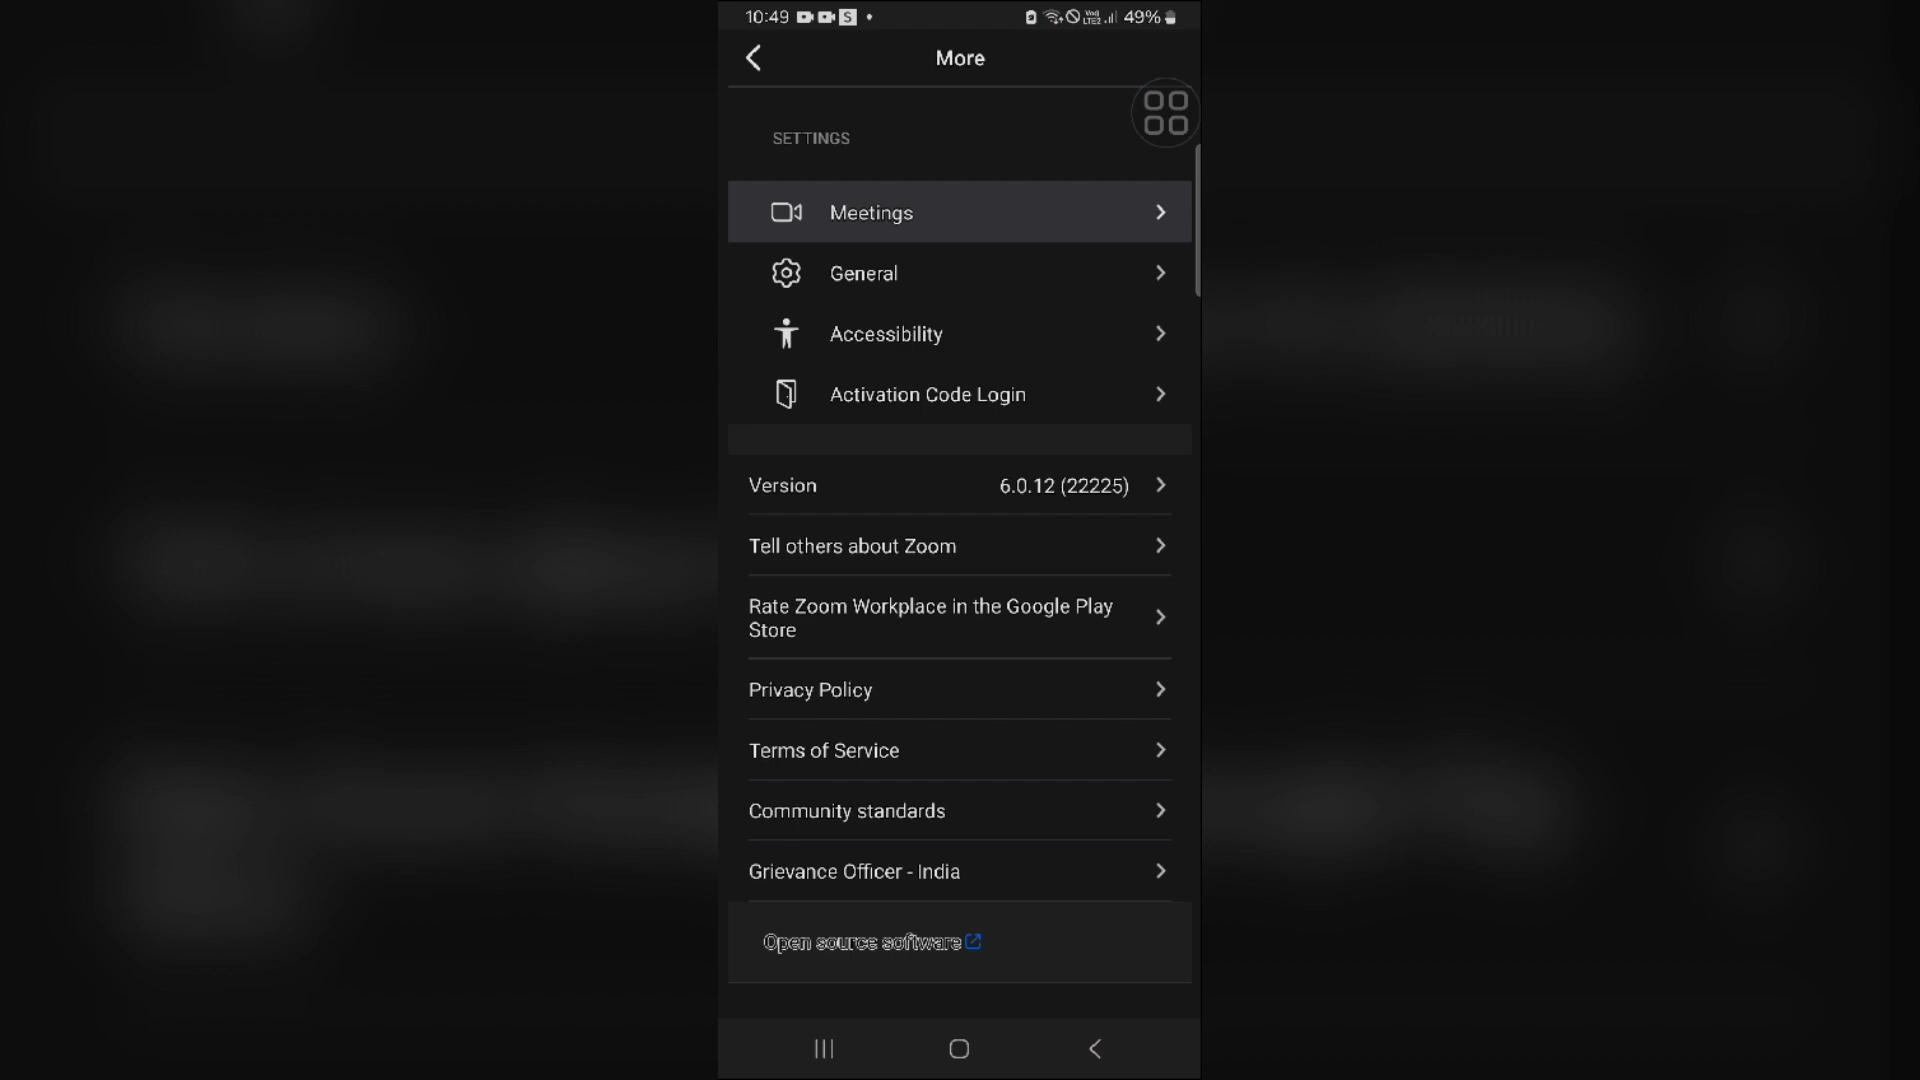 10:49 S 49%
More
SETTINGS
Meetings
General
Accessibility
Activation Code Login
Version 6.0.12 (22225)
Tell others about Zoom
Rate Zoom Workplace in the Google Play
Store
Privacy Policy
Terms of Service
Community standards
Grievance Officer - India
Open source software